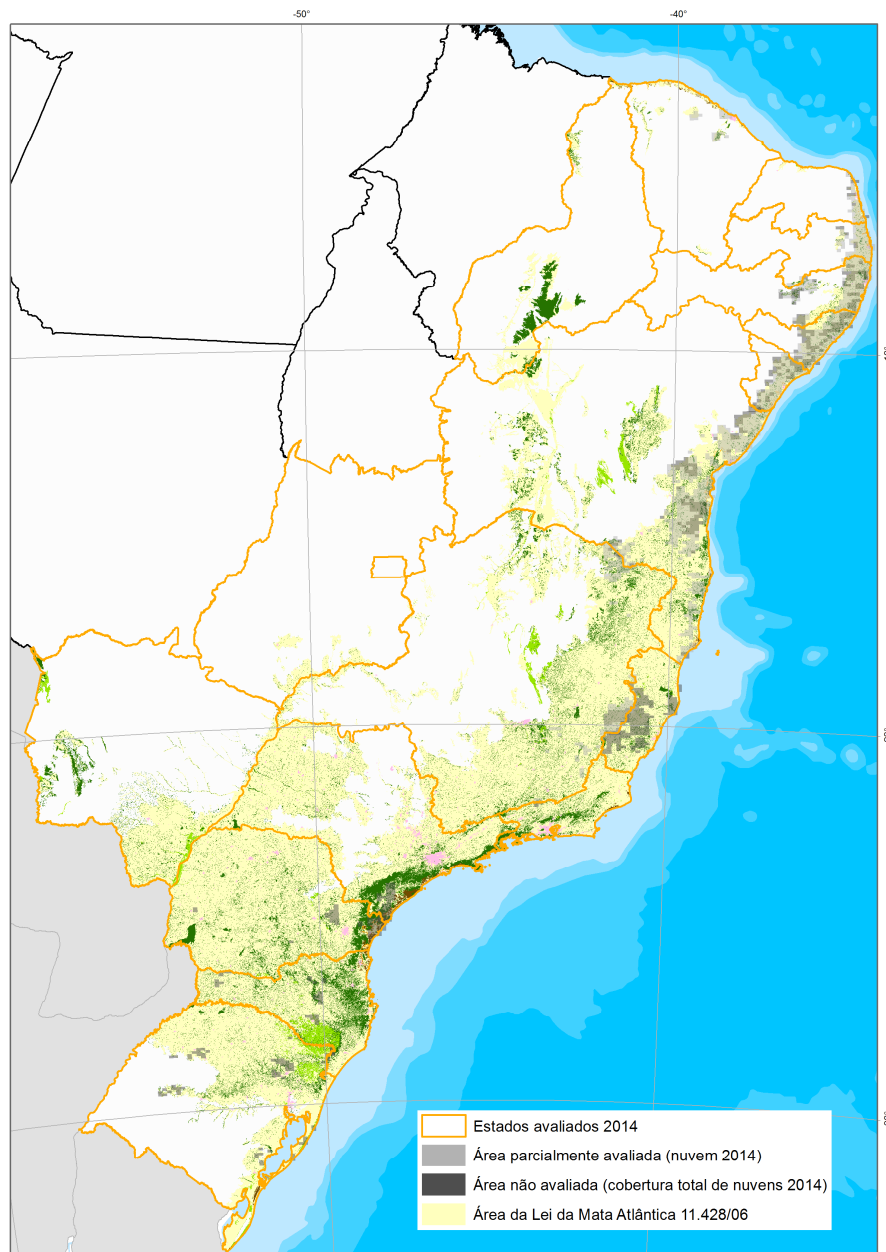 -50° -40°
Estados avaliados 2014
Área parcialmente avaliada (nuvem 2014)
Área não avaliada (cobertura total de nuvens 2014)
Área da Lei da Mata Atlântica 11.428/06